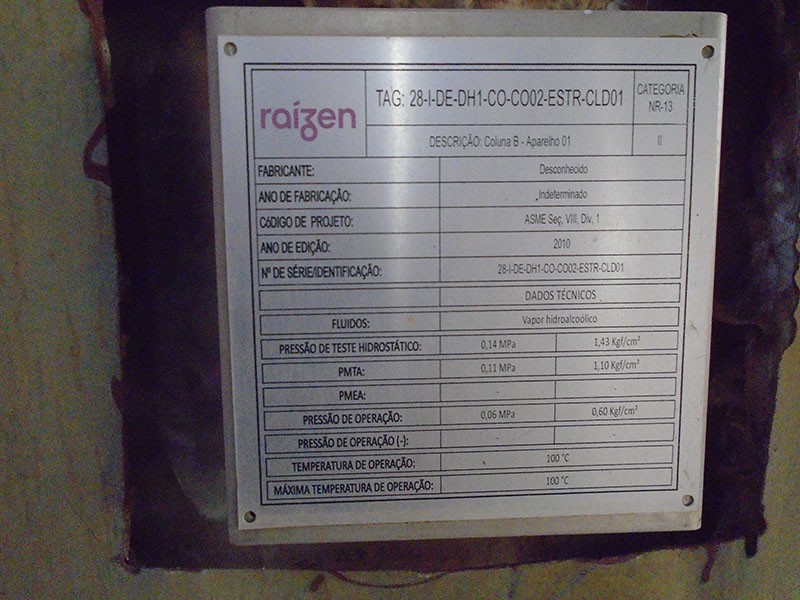 raízen
TAG: 28-I-DE-DH1-CO-CO02-ESTR-CLD01
CATEGORIA
NR-13
DESCRIÇÃO: Coluna B - Aparelho 01
II
FABRICANTE: Desconhecido
ANO DE FABRICAÇÃO: Indeterminado
CóDIGO DE PROJETO: ASME Seç. VIII, Div. 1
ANO DE EDIÇÃO: 2010
Nº DE SÉRIE/IDENTIFICAÇÃO: 28-I-DE-DH1-CO-CO02-ESTR-CLD01
DADOS TÉCNICOS
FLUIDOS: Vapor hidroalcoólico
PRESSÃO DE TESTE HIDROSTÁTICO: 0,14 MPa 1,43 Kgf/cm²
PMTA: 0,11 MPa 1,10 Kgf/cm²
PMEA: - -
PRESSÃO DE OPERAÇÃO: 0,06 MPa 0,60 Kgf/cm²
PRESSÃO DE OPERAÇÃO (-): - -
TEMPERATURA DE OPERAÇÃO: 100 °C
MÁXIMA TEMPERATURA DE OPERAÇÃO: 100 °C